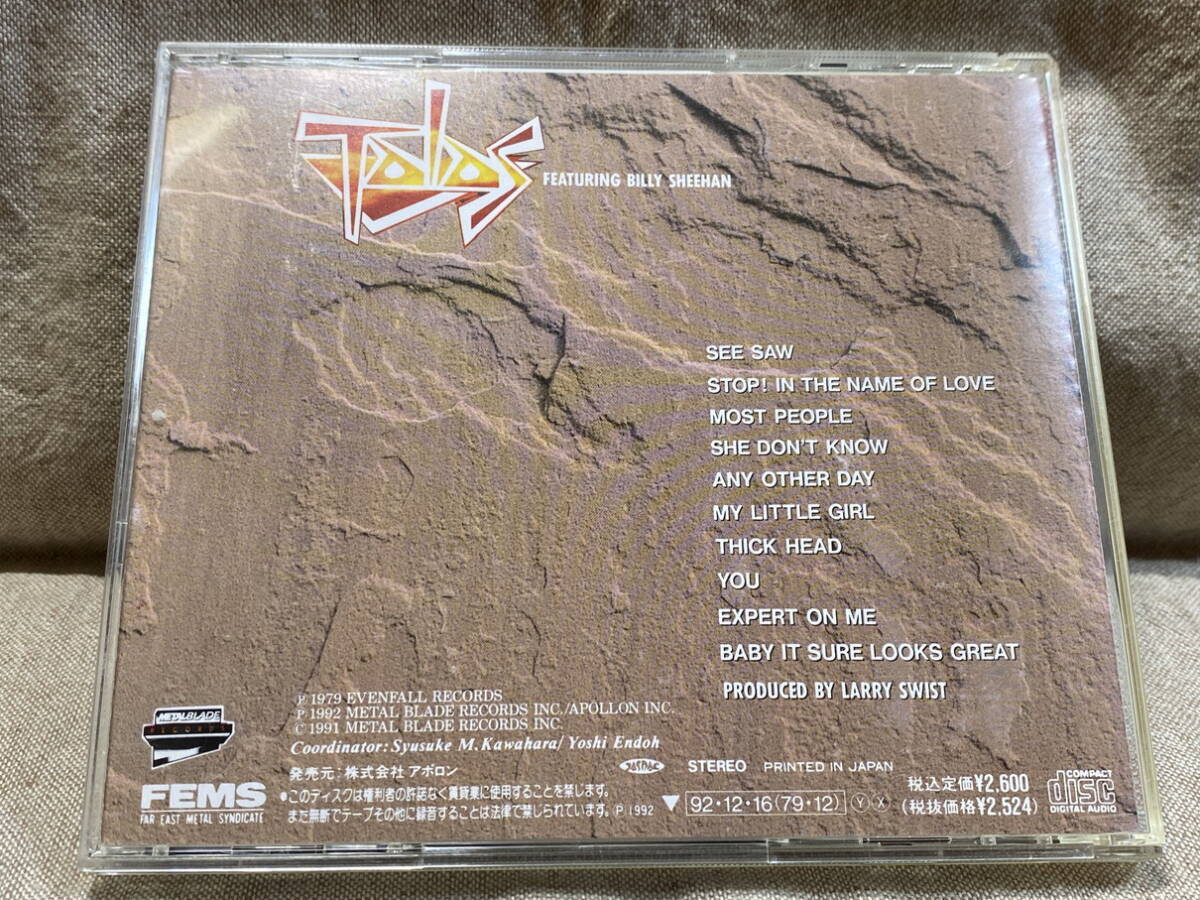 Talas
FEATURING BILLY SHEEHAN
SEE SAW
STOP! IN THE NAME OF LOVE
MOST PEOPLE
SHE DON'T KNOW
ANY OTHER DAY
MY LITTLE GIRL
THICK HEAD
YOU
EXPERT ON ME
BABY IT SURE LOOKS GREAT
PRODUCED BY LARRY SWIST
℗ 1979 EVENFALL RECORDS
℗ 1992 METAL BLADE RECORDS INC./APOLLON INC.
© 1991 METAL BLADE RECORDS INC.
Coordinator: Syusuke M. Kawahara/ Yoshi Endoh
METAL BLADE
RECORDS
FEMS
FAR EAST METAL SYNDICATE
発売元：株式会社 アポロン
STEREO PRINTED IN JAPAN
●このディスクは権利者の許諾なく賃貸業に使用することを禁じます。
また無断でテープその他に録音することは法律で禁じられています。 ℗1992
▼ 92・12・16(79・12) Y X
税込定価¥2,600
(税抜価格¥2,524)
COMPACT
disc
DIGITAL AUDIO